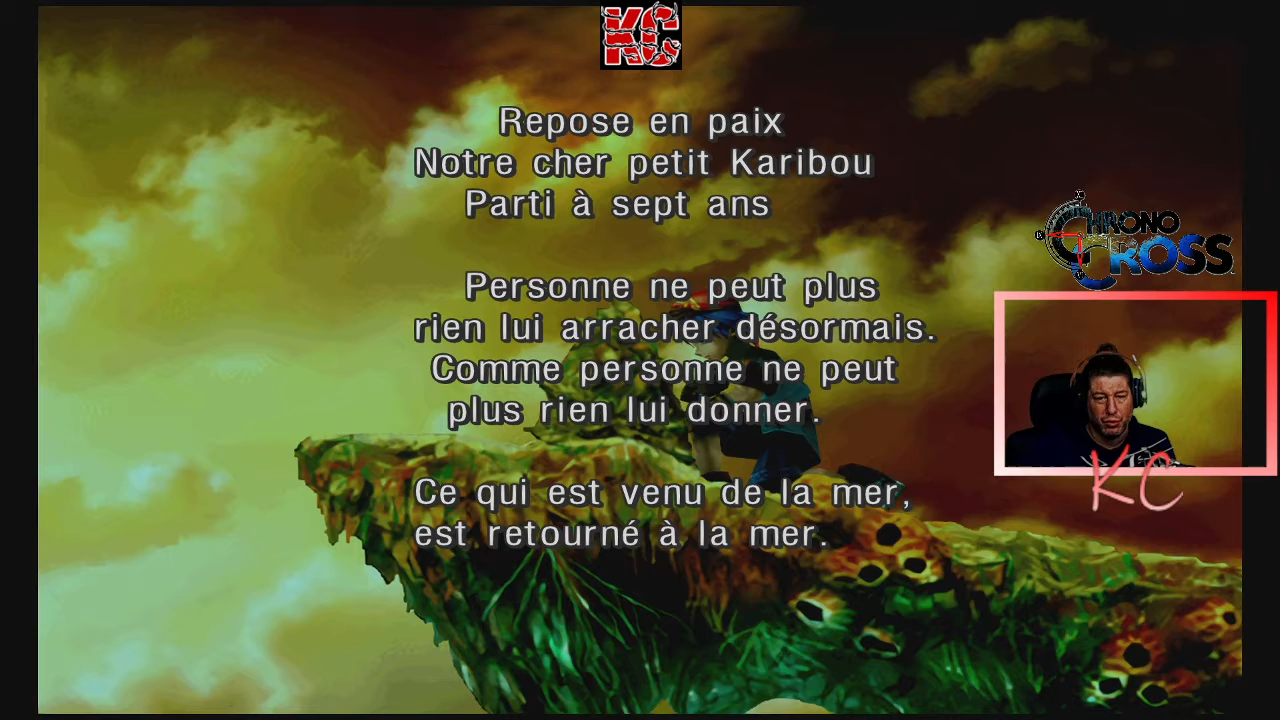 KC
Repose en paix
Notre cher petit Karibou
Parti à sept ans
Personne ne peut plus
rien lui arracher désormais.
Comme personne ne peut
plus rien lui donner.
Ce qui est venu de la mer,
est retourné à la mer.
CHRONO
CROSS
KC